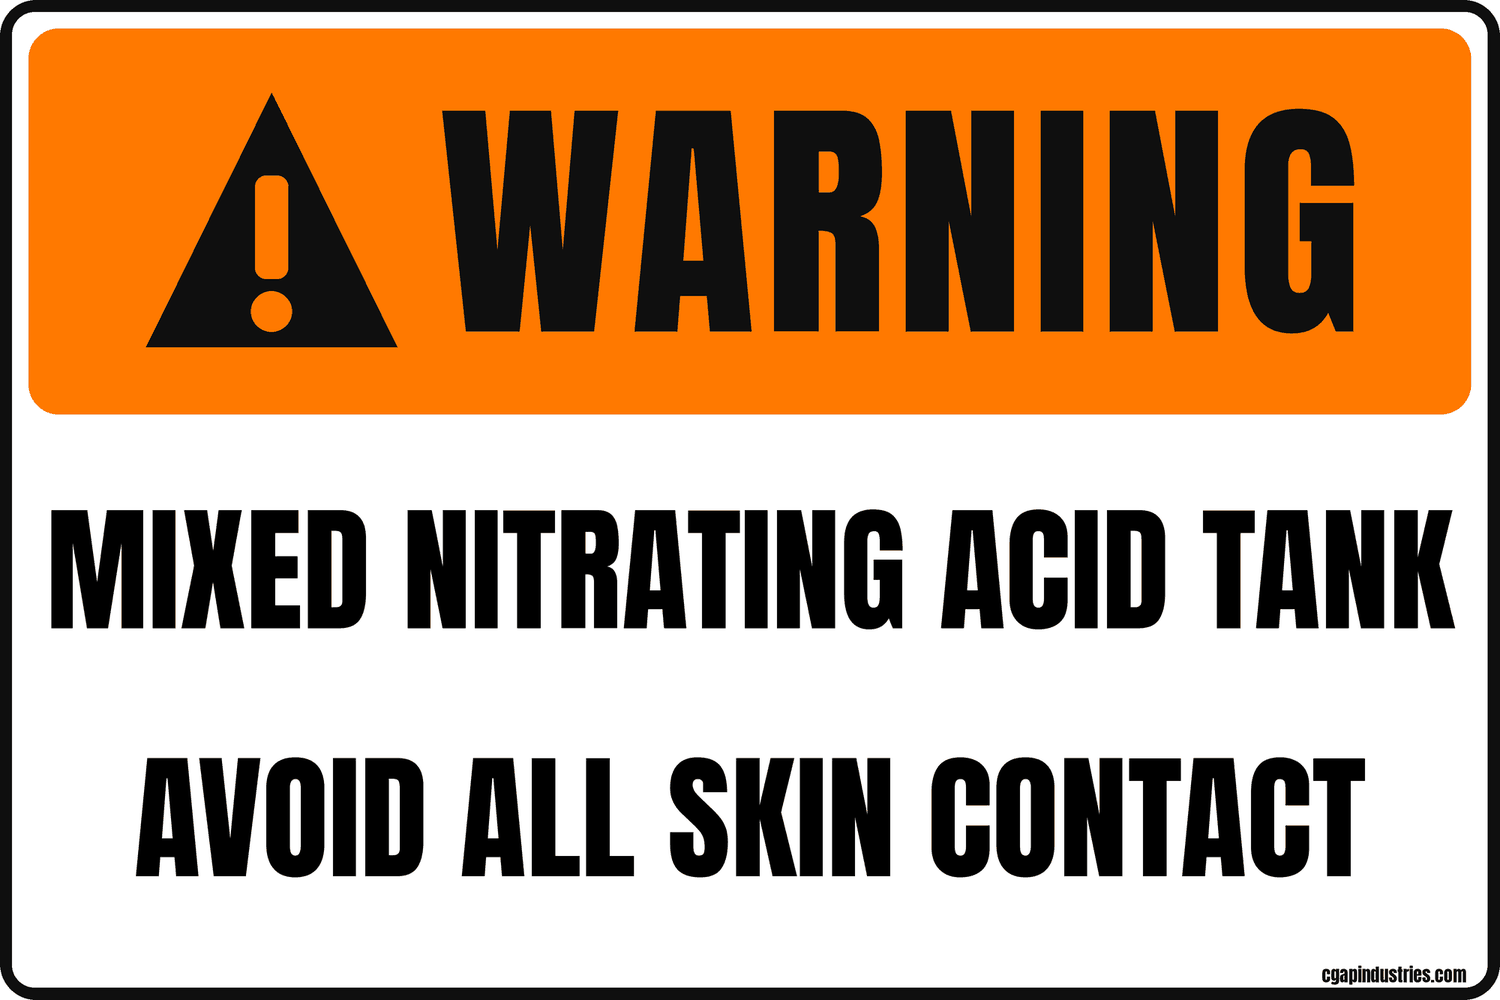 WARNING
MIXED NITRATING ACID TANK
AVOID ALL SKIN CONTACT
cgapindustries.com